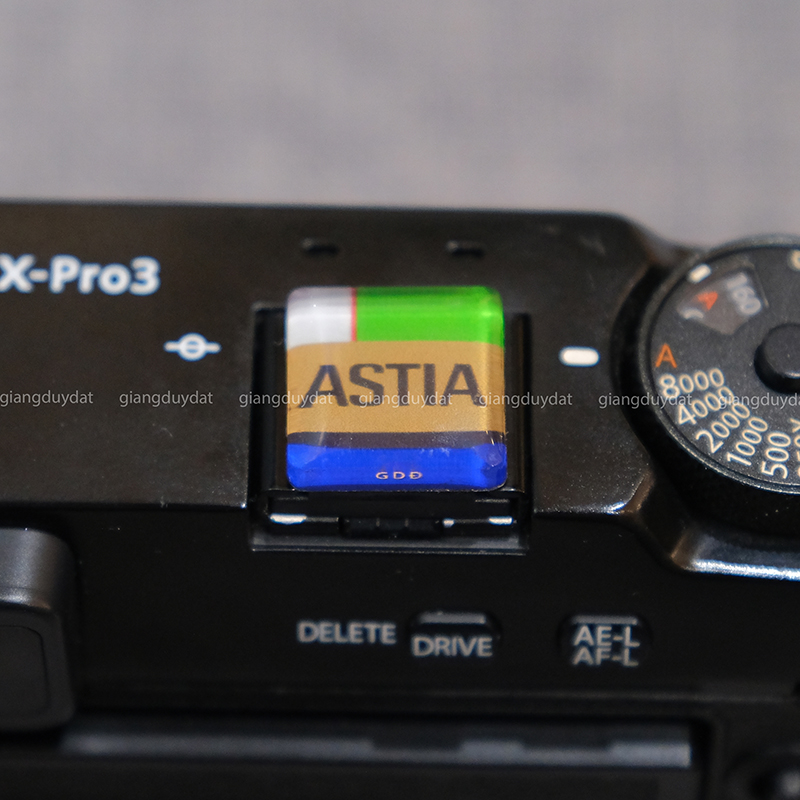 X-Pro3
ASTIA
giangduydat giangduydat giangduydat giangduydat giangduydat giangduydat giangduydat
GDĐ
160
A
A
8000
4000
2000
1000
500
DELETE DRIVE
AE-L
AF-L